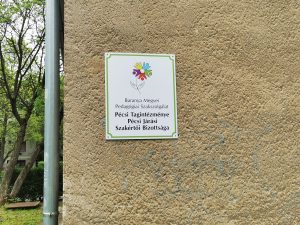 Baranya Megyei
Pedagógiai Szakszolgálat
Pécsi Tagintézménye
Pécsi Járási
Szakértői Bizottsága